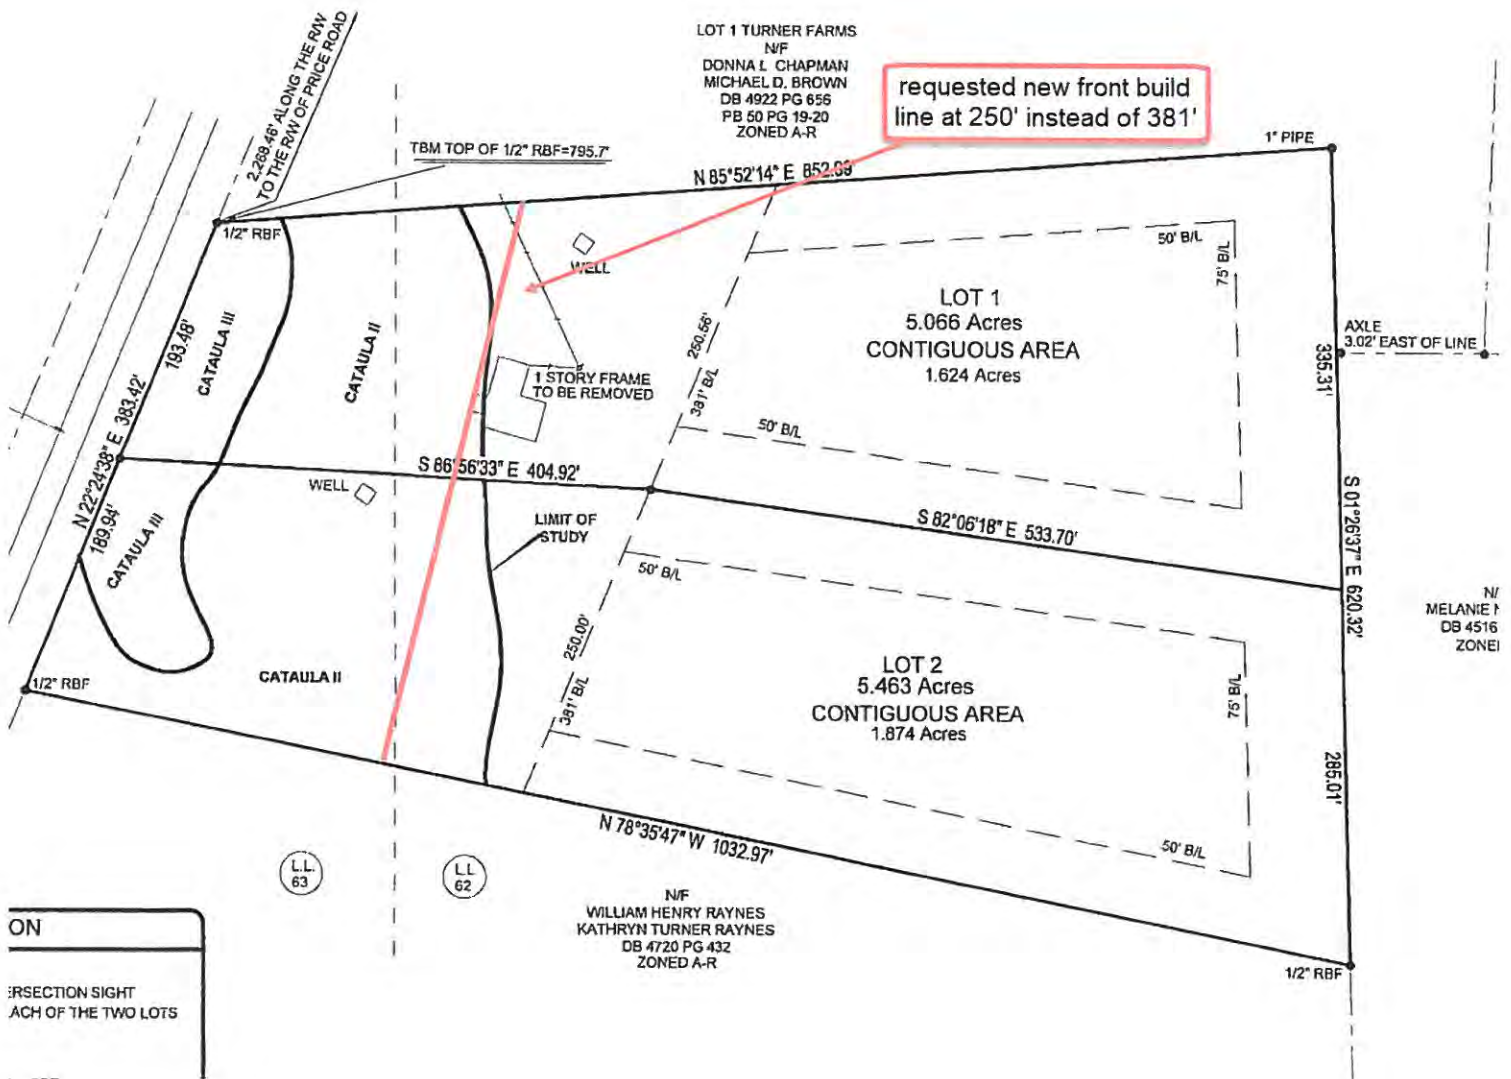 2,268.46' ALONG THE R/W
TO THE R/W OF PRICE ROAD
LOT 1 TURNER FARMS
N/F
DONNA L CHAPMAN
MICHAEL D. BROWN
DB 4922 PG 656
PB 50 PG 19-20
ZONED A-R
requested new front build
line at 250' instead of 381'
TBM TOP OF 1/2" RBF=795.7'
1" PIPE
N 85°52'14" E 852.89'
1/2" RBF
WELL
50' B/L
75' B/L
LOT 1
5.066 Acres
CONTIGUOUS AREA
1.624 Acres
AXLE
3.02' EAST OF LINE
193.48'
CATAULA III
CATAULA II
250.56'
381' B/L
335.31'
1 STORY FRAME
TO BE REMOVED
N 22°24'38" E 383.42'
50' B/L
S 86°56'33" E 404.92'
WELL
189.94'
CATAULA III
LIMIT OF
STUDY
S 82°06'18" E 533.70'
S 01°26'37" E 620.32'
50' B/L
N/
MELANIE
DB 4516
ZONE
250.00'
381' B/L
LOT 2
5.463 Acres
CONTIGUOUS AREA
1.874 Acres
75' B/L
1/2" RBF
CATAULA II
285.01'
N 78°35'47" W 1032.97'
50' B/L
L.L.
63
L.L
62
N/F
WILLIAM HENRY RAYNES
KATHRYN TURNER RAYNES
DB 4720 PG 432
ZONED A-R
1/2" RBF
ON
ERSECTION SIGHT
ACH OF THE TWO LOTS